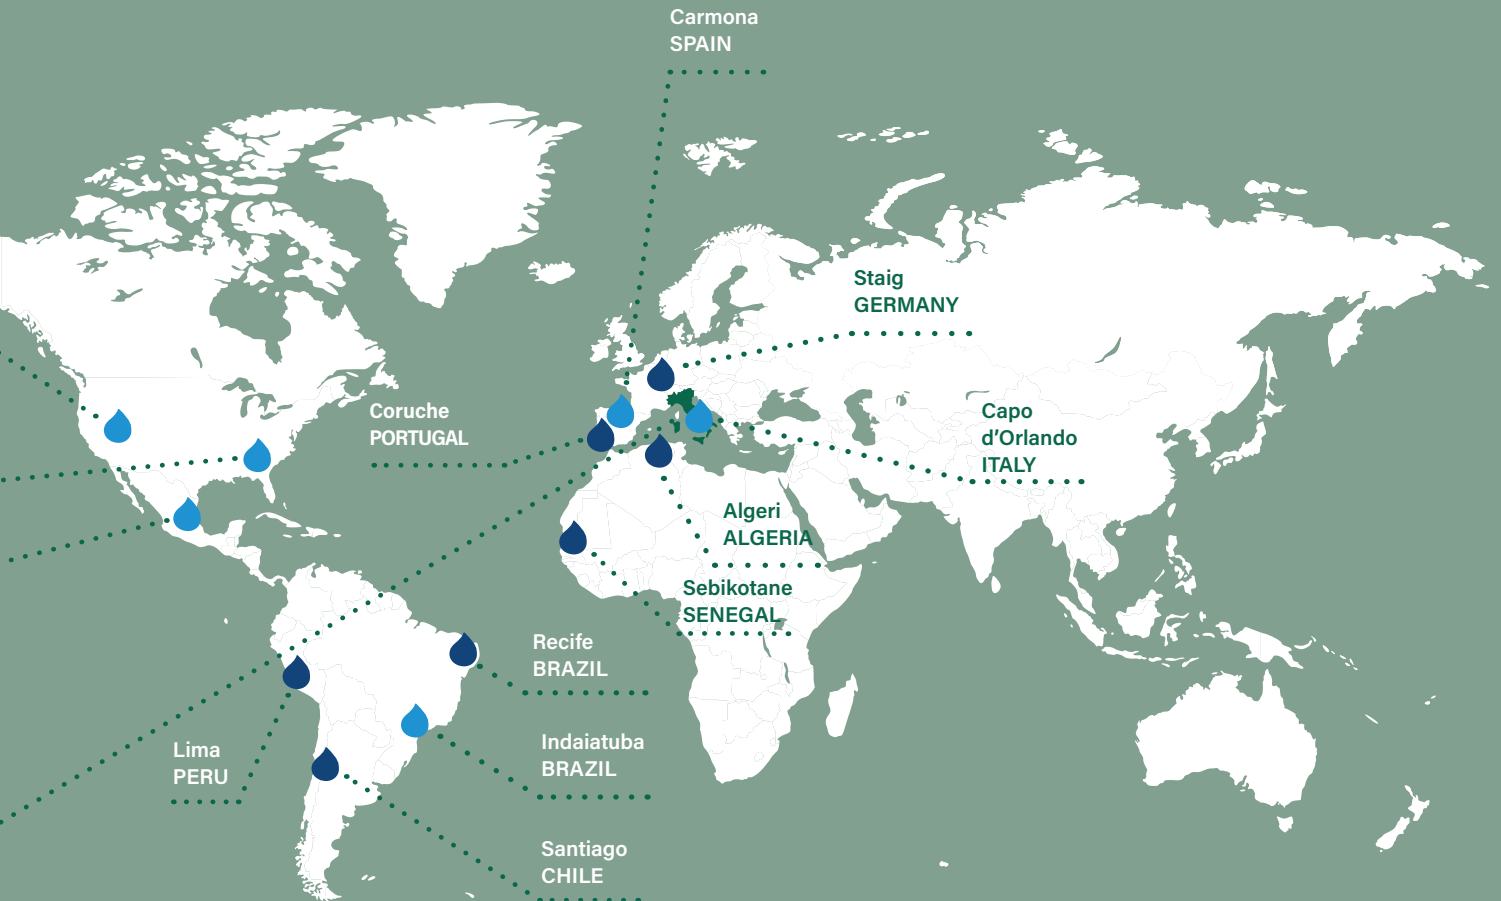 Carmona
SPAIN
Staig
GERMANY
Coruche
PORTUGAL
Capo
d’Orlando
ITALY
Algeri
ALGERIA
Sebikotane
SENEGAL
Recife
BRAZIL
Indaiatuba
BRAZIL
Lima
PERU
Santiago
CHILE